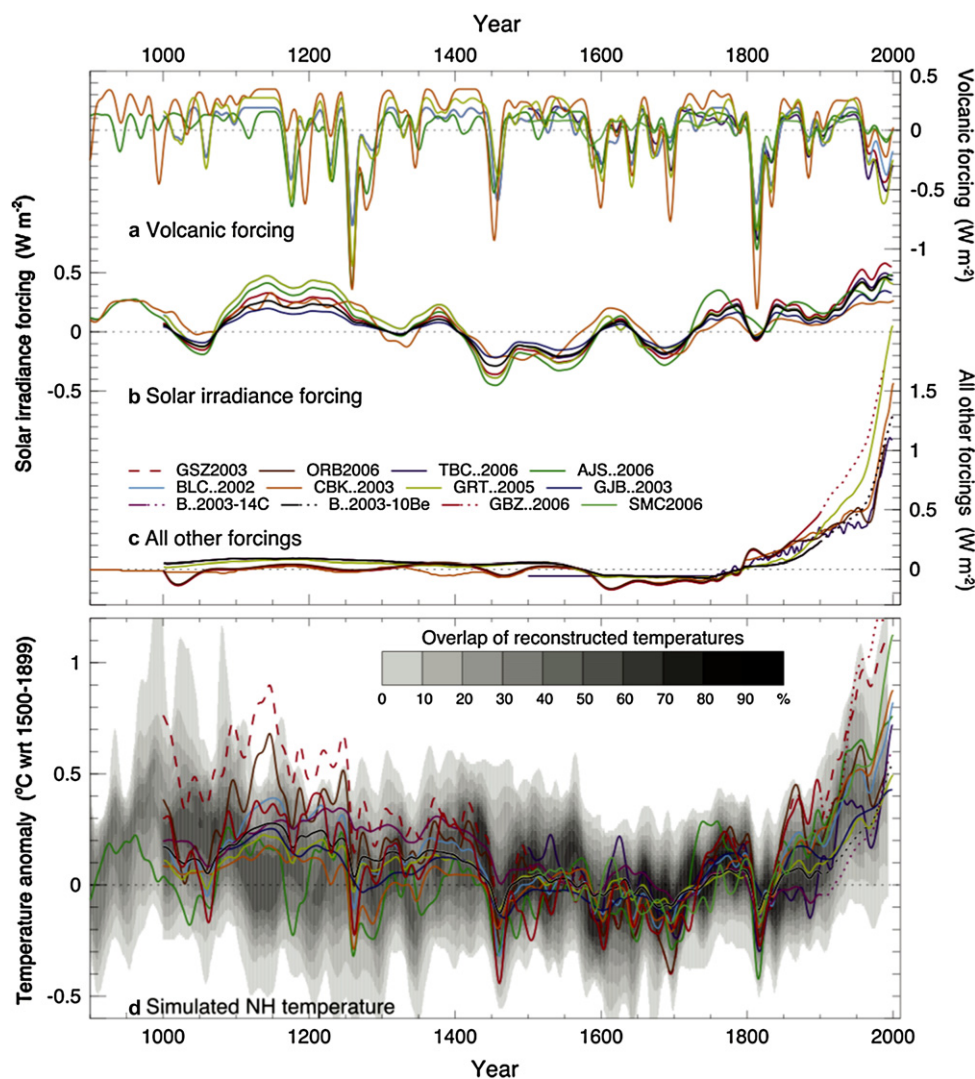 Year
1000 1200 1400 1600 1800 2000
0.5
0
-0.5
-1
Volcanic forcing (W m-2)
a Volcanic forcing
Solar irradiance forcing (W m-2)
0.5
0
-0.5
b Solar irradiance forcing
1.5
1
0.5
0
All other forcings (W m-2)
GSZ2003 ORB2006 TBC..2006 AJS..2006
BLC..2002 CBK..2003 GRT..2005 GJB..2003
B..2003-14C B..2003-10Be GBZ..2006 SMC2006
c All other forcings
Overlap of reconstructed temperatures
0 10 20 30 40 50 60 70 80 90 %
Temperature anomaly (°C wrt 1500-1899)
1
0.5
0
-0.5
d Simulated NH temperature
1000 1200 1400 1600 1800 2000
Year